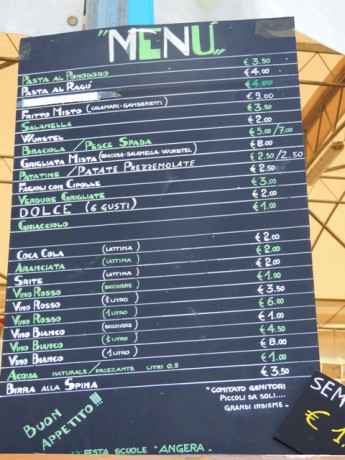 "MENÚ"
PASTA AL POMODORO € 3.50
PASTA AL RAGÙ € 4.00
€ 4.00
FRITTO MISTO (CALAMARI-GAMBERETTI) € 9.00
SALAMELLA € 3.50
WURSTEL € 2.00
BRACIOLA / PESCE SPADA € 5.00/7.00
GRIGLIATA MISTA (BRACIOLA-SALAMELLA-WURSTEL) € 8.00
PATATINE / PATATE PREZZEMOLATE € 2.50/2.50
FAGIOLI CON CIPOLLE € 2.50
VERDURE GRIGLIATE € 3.00
DOLCE (6 GUSTI) € 2.00
GHIACCIOLO € 1.00
COCA COLA (LATTINA) € 2.00
ARANCIATA (LATTINA) € 2.00
SRITE (LATTINA) € 2.00
VINO ROSSO (BICCHIERE) € 1.00
VINO ROSSO (½ LITRO) € 3.50
VINO ROSSO (1 LITRO) € 6.00
VINO BIANCO (BICCHIERE) € 1.00
VINO BIANCO (½ LITRO) € 4.50
VINO BIANCO (1 LITRO) € 8.00
ACQUA NATURALE/FRIZZANTE LITRI 0,5 € 1.00
BIRRA ALLA SPINA € 3.50
BUON APPETITO!!!
"COMITATO GENITORI
PICCOLI DA SOLI....
GRANDI INSIEME."
SEM
€ 1
FESTA SCUOLE "ANGERA